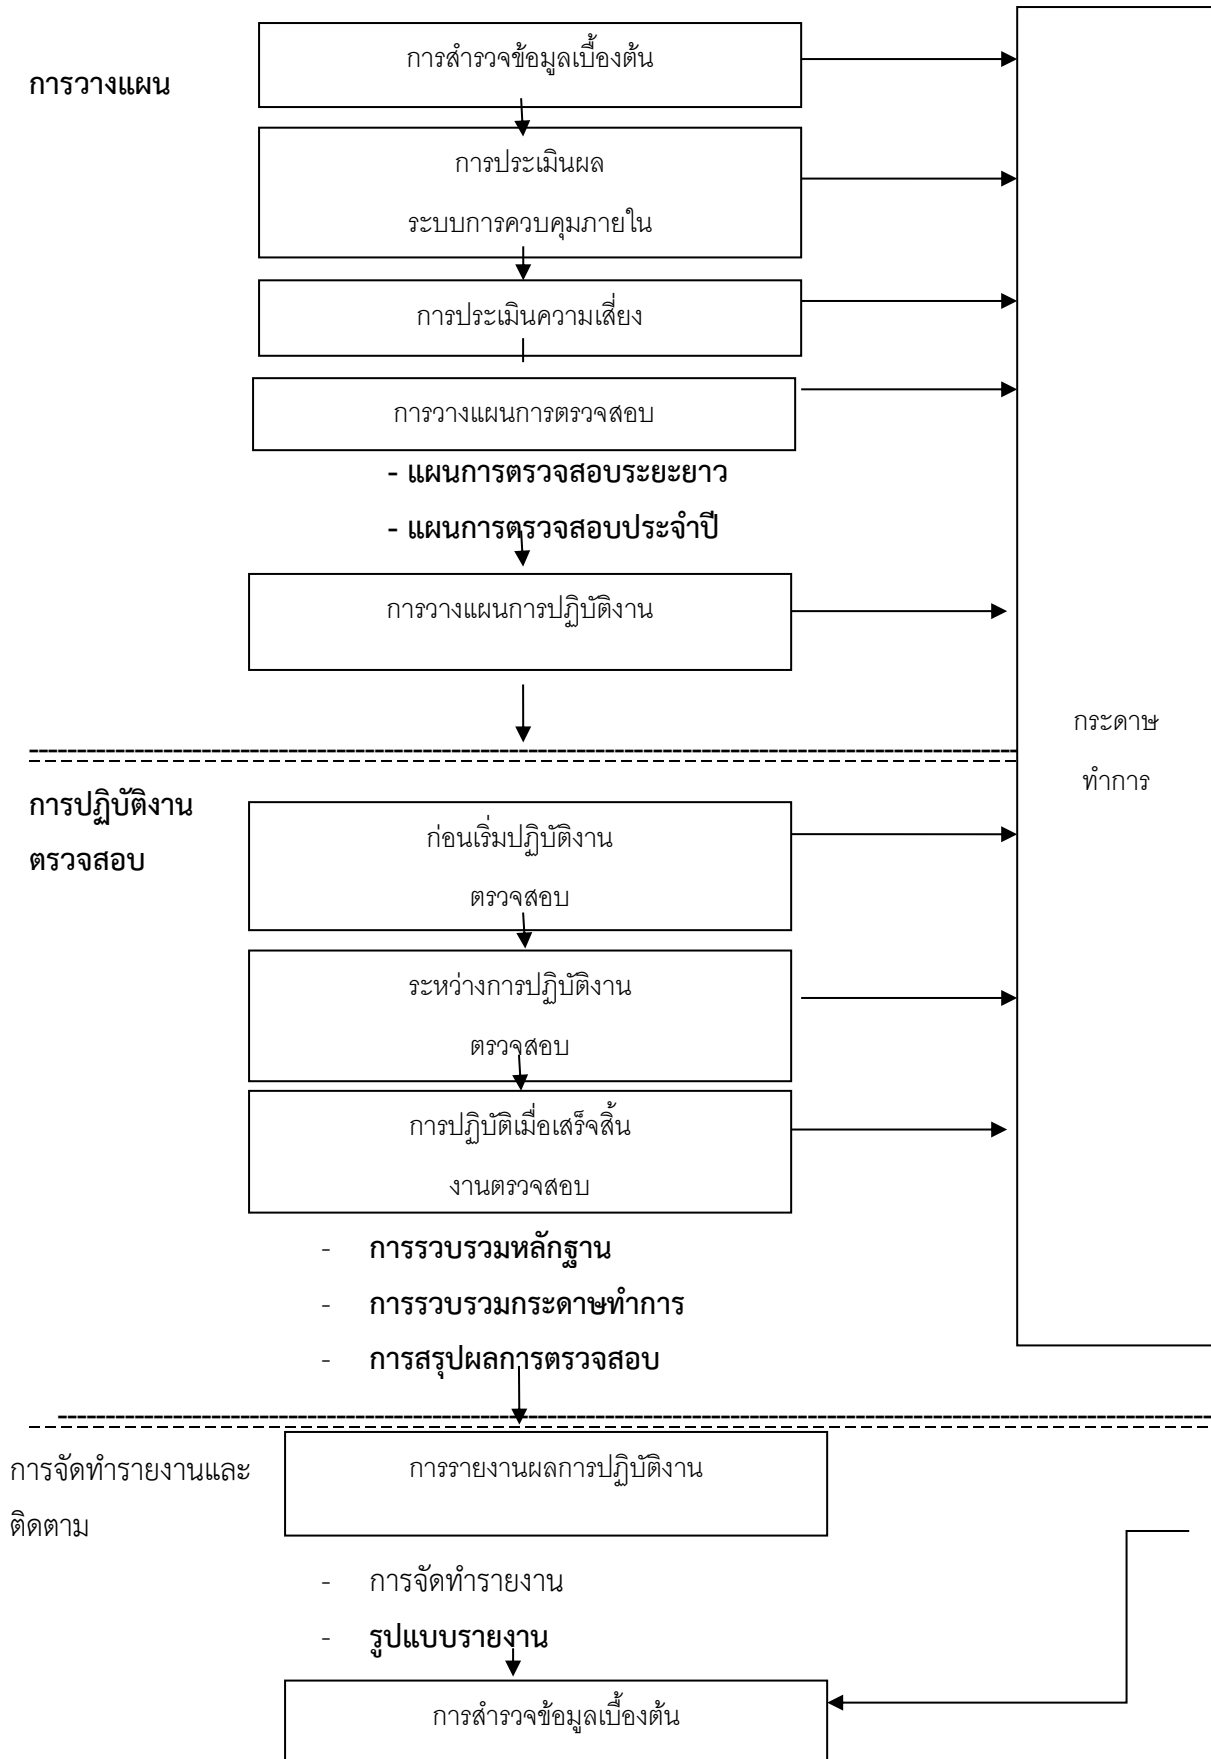 การสำรวจข้อมูลเบื้องต้น
การวางแผน
การประเมินผล
ระบบการควบคุมภายใน
การประเมินความเสี่ยง
การวางแผนการตรวจสอบ
- แผนการตรวจสอบระยะยาว
- แผนการตรวจสอบประจำปี
การวางแผนการปฏิบัติงาน
กระดาษ
ทำการ
การปฏิบัติงาน
ตรวจสอบ
ก่อนเริ่มปฏิบัติงาน
ตรวจสอบ
ระหว่างการปฏิบัติงาน
ตรวจสอบ
การปฏิบัติเมื่อเสร็จสิ้น
งานตรวจสอบ
- การรวบรวมหลักฐาน
- การรวบรวมกระดาษทำการ
- การสรุปผลการตรวจสอบ
การจัดทำรายงานและ
ติดตาม
การรายงานผลการปฏิบัติงาน
- การจัดทำรายงาน
- รูปแบบรายงาน
การสำรวจข้อมูลเบื้องต้น